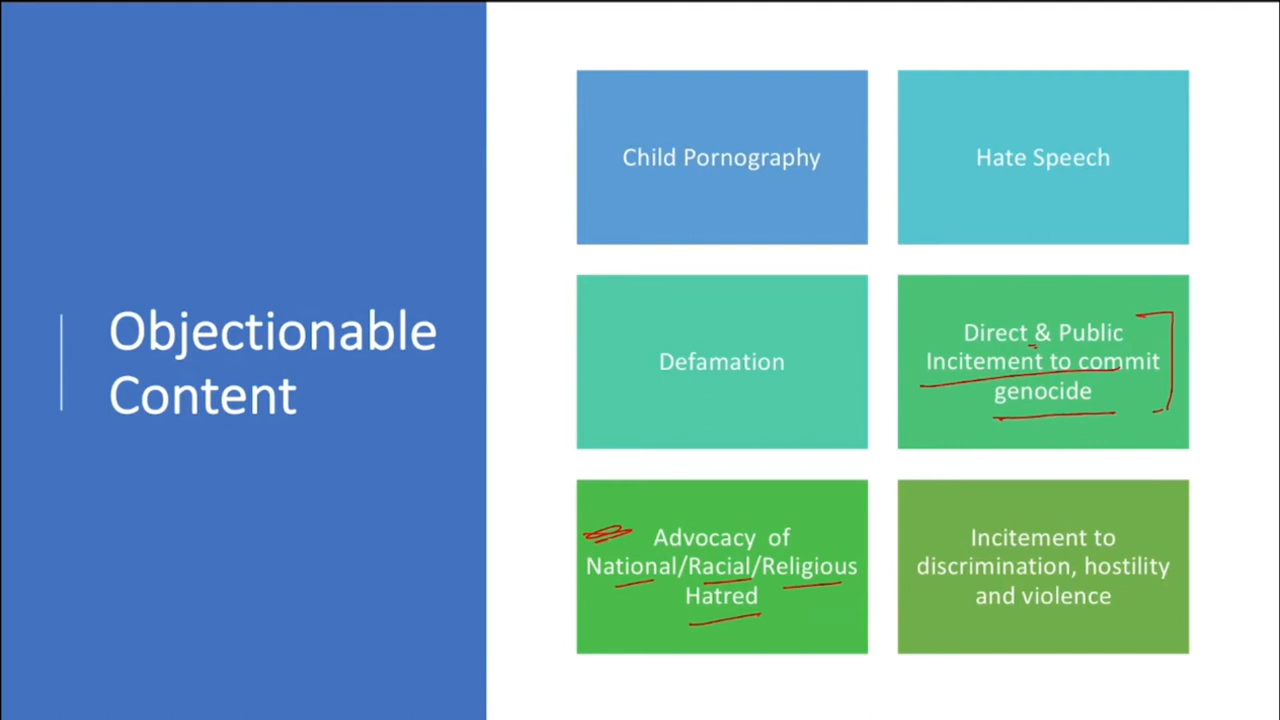 Objectionable
Content
Child Pornography
Hate Speech
Defamation
Direct & Public
Incitement to commit
genocide
Advocacy of
National/Racial/Religious
Hatred
Incitement to
discrimination, hostility
and violence